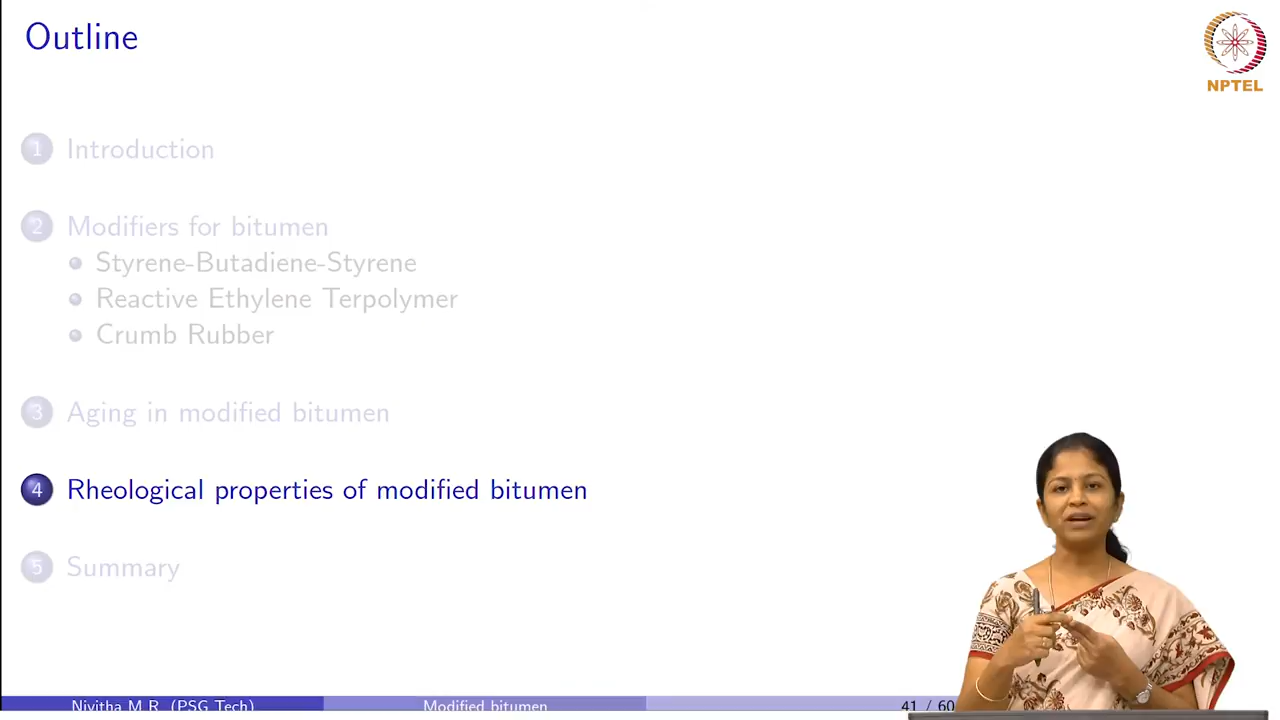 Outline
NPTEL
1 Introduction
2 Modifiers for bitumen
Styrene-Butadiene-Styrene
Reactive Ethylene Terpolymer
Crumb Rubber
3 Aging in modified bitumen
4 Rheological properties of modified bitumen
5 Summary
Nivitha M.R. (PSG Tech) Modified bitumen 41 / 60